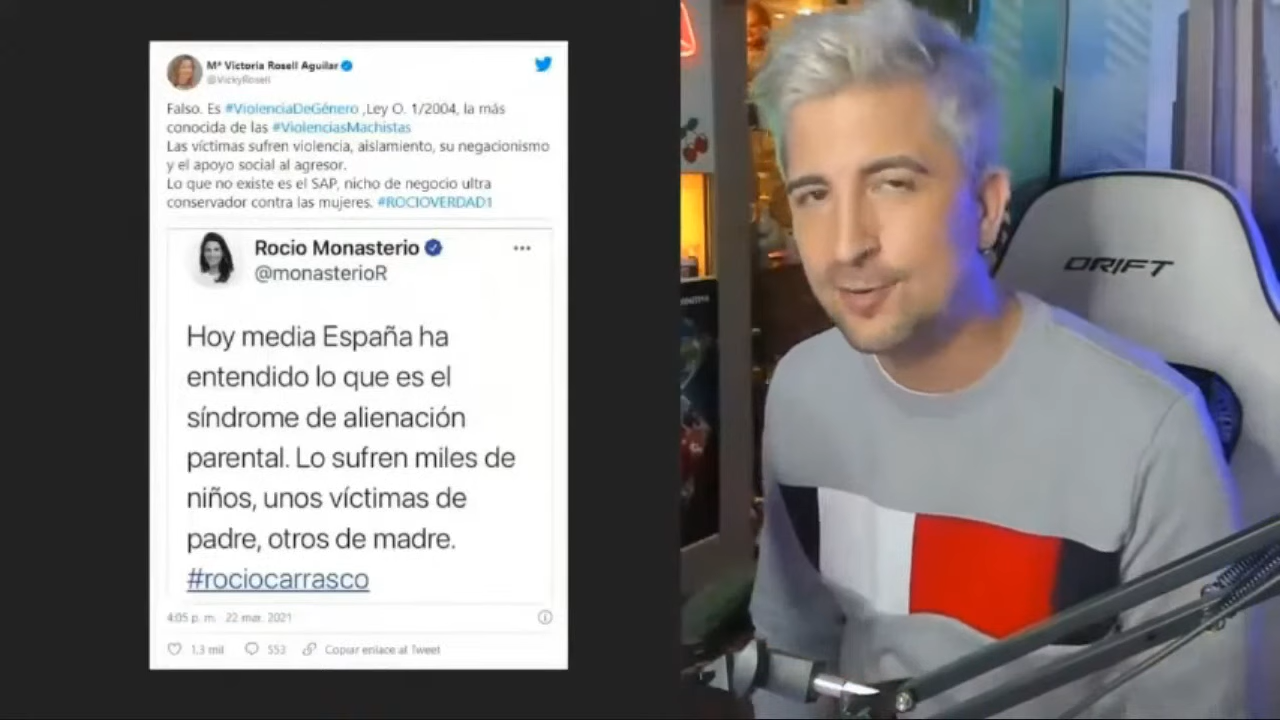 Mª Victoria Rosell Aguilar
@VickyRosell
Falso. Es #ViolenciaDeGénero ,Ley O. 1/2004, la más
conocida de las #ViolenciasMachistas
Las víctimas sufren violencia, aislamiento, su negacionismo
y el apoyo social al agresor.
Lo que no existe es el SAP, nicho de negocio ultra
conservador contra las mujeres. #ROCIOVERDAD1
Rocio Monasterio
@monasterioR
Hoy media España ha
entendido lo que es el
síndrome de alienación
parental. Lo sufren miles de
niños, unos víctimas de
padre, otros de madre.
#rociocarrasco
4:05 p. m. 22 mar. 2021
1,3 mil 553 Copiar enlace al Tweet
DRIFT